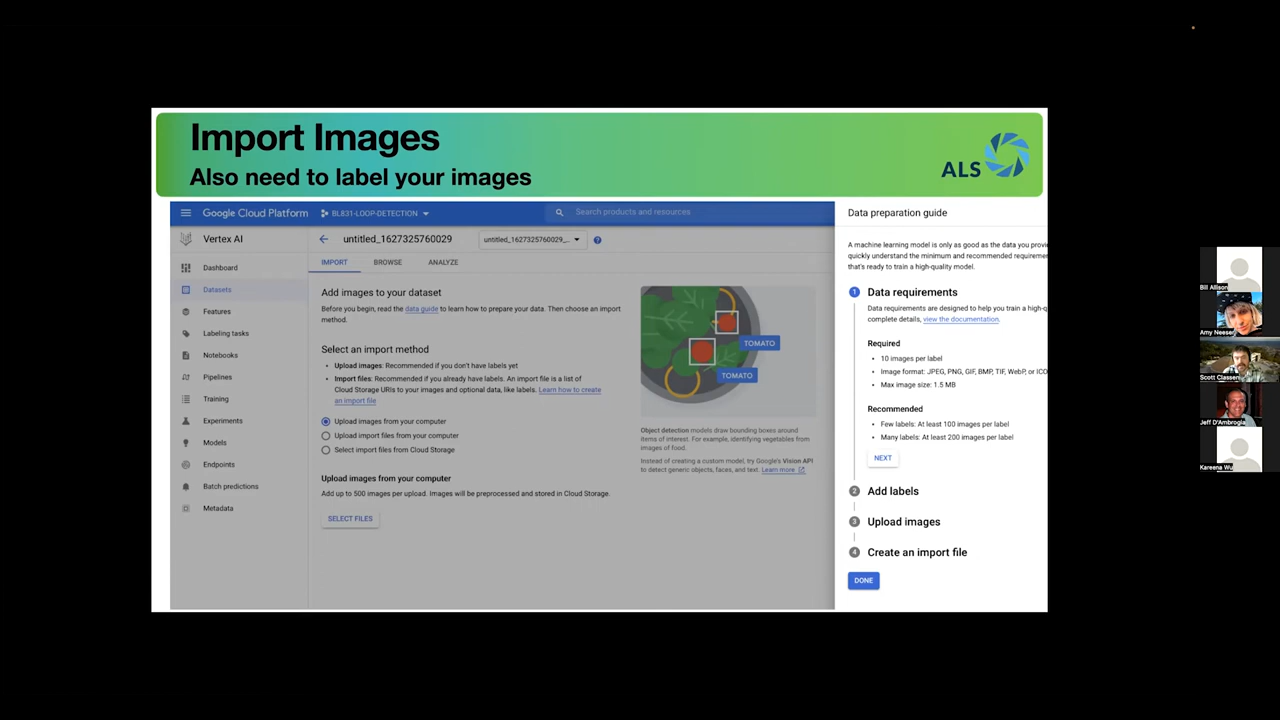 Import Images
Also need to label your images
ALS
Google Cloud Platform
BL831-LOOP-DETECTION
Search products and resources
Vertex AI
untitled_1627325760029
untitled_1627325760029_...
IMPORT
BROWSE
ANALYZE
Dashboard
Datasets
Features
Labeling tasks
Notebooks
Pipelines
Training
Experiments
Models
Endpoints
Batch predictions
Metadata
Add images to your dataset
Before you begin, read the data guide to learn how to prepare your data. Then choose an import
method.
Select an import method
• Upload images: Recommended if you don't have labels yet
• Import files: Recommended if you already have labels. An import file is a list of
Cloud Storage URIs to your images and optional data, like labels. Learn how to create
an import file
Upload images from your computer
Upload import files from your computer
Select import files from Cloud Storage
Upload images from your computer
Add up to 500 images per upload. Images will be preprocessed and stored in Cloud Storage.
SELECT FILES
TOMATO
TOMATO
Object detection models draw bounding boxes around
items of interest. For example, identifying vegetables from
images of food.
Instead of creating a custom model, try Google's Vision API
to detect generic objects, faces, and text. Learn more
Data preparation guide
A machine learning model is only as good as the data you provi
quickly understand the minimum and recommended requireme
that's ready to train a high-quality model.
1 Data requirements
Data requirements are designed to help you train a high-q
complete details, view the documentation.
Required
• 10 images per label
• Image format: JPEG, PNG, GIF, BMP, TIF, WebP, or ICO
• Max image size: 1.5 MB
Recommended
• Few labels: At least 100 images per label
• Many labels: At least 200 images per label
NEXT
2 Add labels
3 Upload images
4 Create an import file
DONE
Bill Allison
Amy Neeser
Scott Classen
Jeff D'Ambrogia
Kareena Wu